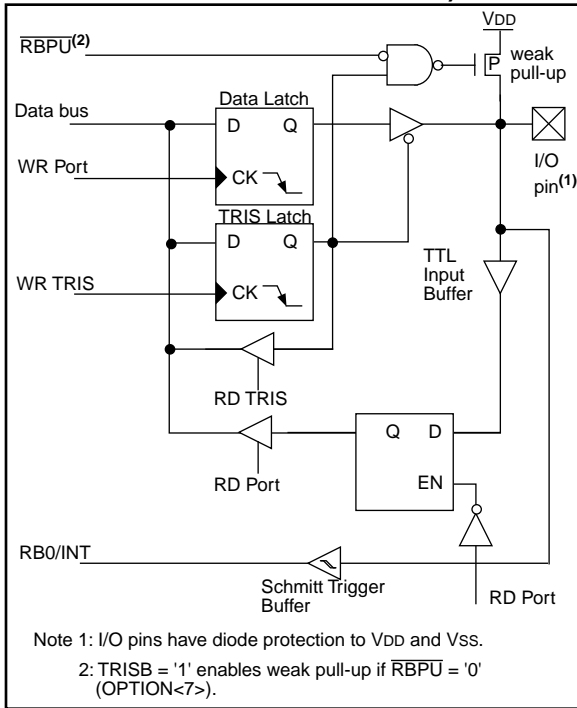 VDD
RBPU(2)
weak
pull-up
P
Data Latch
Data bus
D Q
WR Port
CK
I/O
pin(1)
TRIS Latch
D Q
TTL
Input
Buffer
WR TRIS
CK
RD TRIS
Q D
RD Port
EN
RB0/INT
Schmitt Trigger
Buffer
RD Port
Note 1: I/O pins have diode protection to VDD and VSS.
2: TRISB = '1' enables weak pull-up if RBPU = '0'
(OPTION<7>).